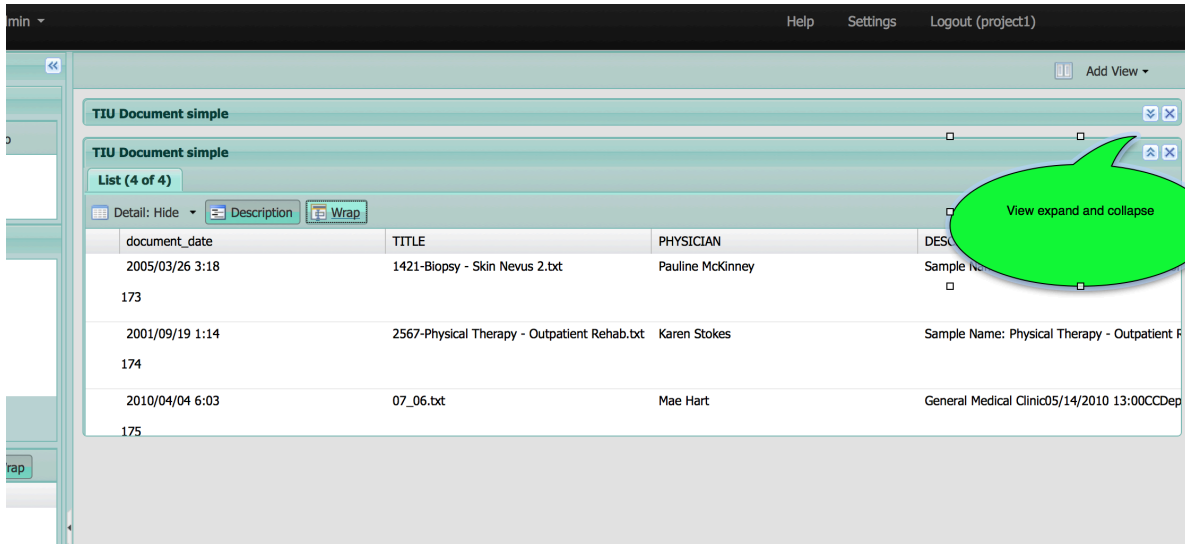 Help Settings Logout (project1)
Add View
TIU Document simple
TIU Document simple
List (4 of 4)
Detail: Hide Description Wrap
View expand and collapse
document_date TITLE PHYSICIAN
2005/03/26 3:18 1421-Biopsy - Skin Nevus 2.txt Pauline McKinney Sample
173
2001/09/19 1:14 2567-Physical Therapy - Outpatient Rehab.txt Karen Stokes Sample Name: Physical Therapy - Outpatient
174
2010/04/04 6:03 07_06.txt Mae Hart General Medical Clinic05/14/2010 13:00CCDep
175